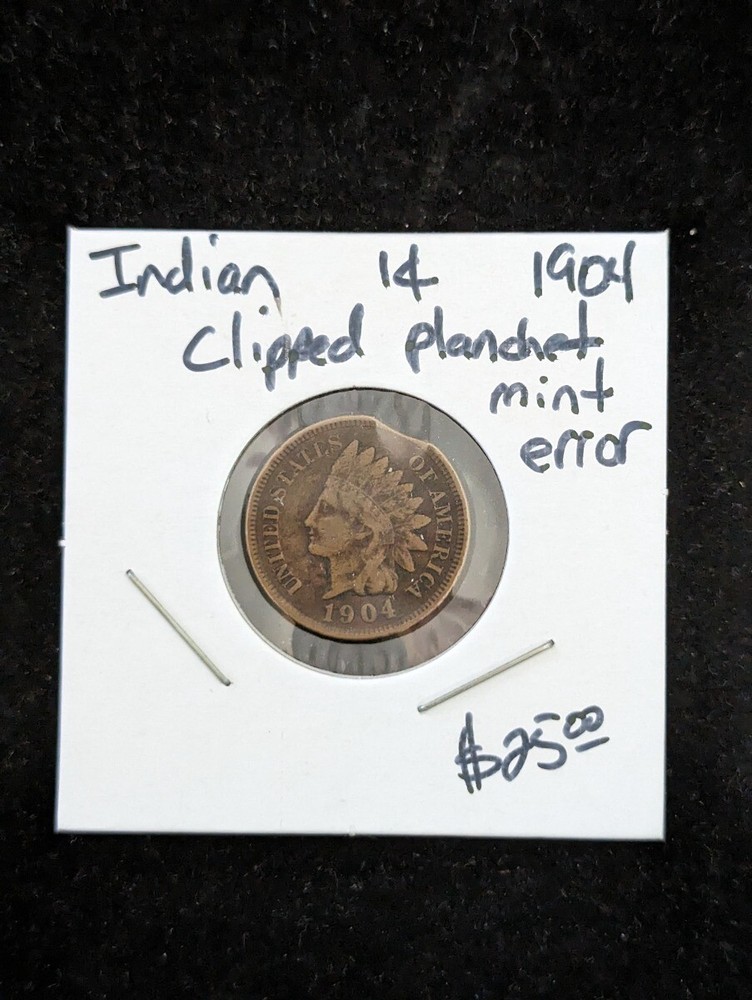 Indian 1¢ 1904
Clipped planchet
mint
error
UNITED STATES OF AMERICA
1904
$25.00